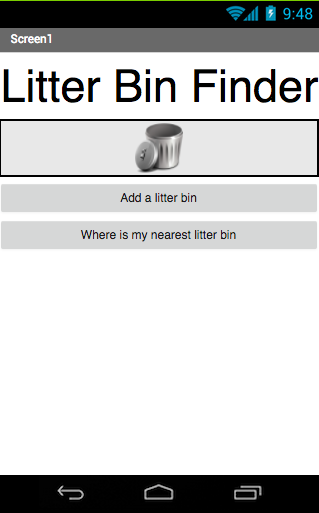 9:48
Screen1
Litter Bin Finder
Add a litter bin
Where is my nearest litter bin